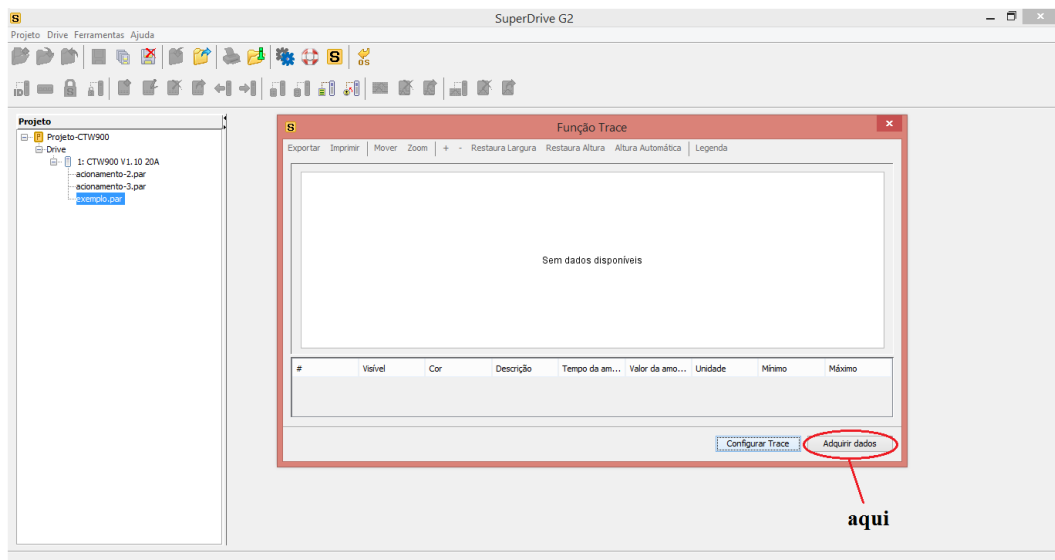 S
SuperDrive G2
Projeto Drive Ferramentas Ajuda
S
OS
ID
Projeto
P Projeto-CTW900
Drive
1: CTW900 V1.10 20A
acionamento-2.par
acionamento-3.par
exemplo.par
S
Função Trace
Exportar Imprimir Mover Zoom + - Restaura Largura Restaura Altura Altura Automática Legenda
Sem dados disponíveis
# Visível Cor Descrição Tempo da am... Valor da amo... Unidade Mínimo Máximo
Configurar Trace Adquirir dados
aqui